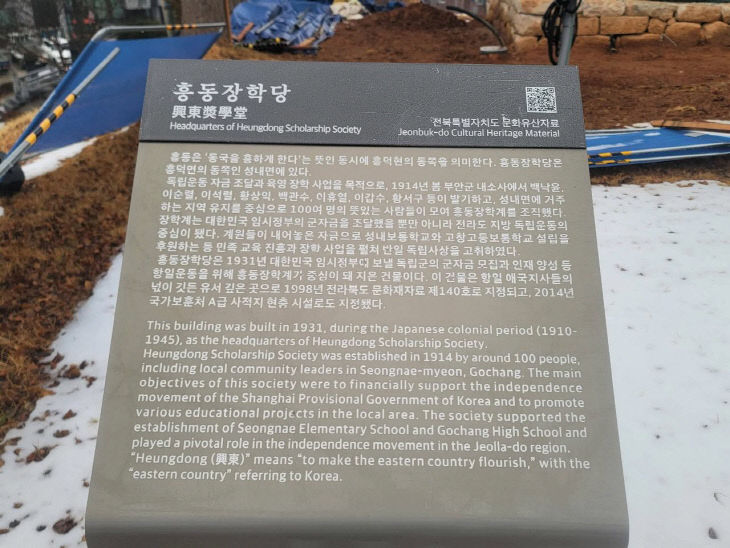 흥동장학당
興東奬學堂
Headquarters of Heungdong Scholarship Society
전북특별자치도 문화유산자료
Jeonbuk-do Cultural Heritage Material
흥동은 '동국을 흥하게 한다'는 뜻인 동시에 흥덕현의 동쪽을 의미한다. 흥동장학당은
흥덕현의 동쪽인 성내면에 있다.
독립운동 자금 조달과 육영 장학 사업을 목적으로, 1914년 봄 부안군 내소사에서 백낙윤,
이순열, 이석렬, 황상익, 백관수, 이휴열, 이갑수, 황서구 등이 발기하고, 성내면에 거주
하는 지역 유지를 중심으로 100여 명의 뜻있는 사람들이 모여 흥동장학계를 조직했다.
장학계는 대한민국 임시정부의 군자금을 조달했을 뿐만 아니라 전라도 지방 독립운동의
중심이 됐다. 계원들이 내어놓은 자금으로 성내보통학교와 고창고등보통학교 설립을
후원하는 등 민족 교육 진흥과 장학 사업을 펼쳐 반일 독립사상을 고취하였다.
흥동장학당은 1931년 대한민국 임시정부에 보낼 독립군의 군자금 모집과 인재 양성 등
항일운동을 위해 흥동장학계가 중심이 돼 지은 건물이다. 이 건물은 항일 애국지사들의
넋이 깃든 유서 깊은 곳으로 1998년 전라북도 문화재자료 제140호로 지정되고, 2014년
국가보훈처 A급 사적지 현충 시설로도 지정됐다.
This building was built in 1931, during the Japanese colonial period (1910-
1945), as the headquarters of Heungdong Scholarship Society.
Heungdong Scholarship Society was established in 1914 by around 100 people,
including local community leaders in Seongnae-myeon, Gochang. The main
objectives of this society were to financially support the independence
movement of the Shanghai Provisional Government of Korea and to promote
various educational projects in the local area. The society supported the
establishment of Seongnae Elementary School and Gochang High School and
played a pivotal role in the independence movement in the Jeolla-do region.
"Heungdong (興東)" means "to make the eastern country flourish," with the
"eastern country" referring to Korea.